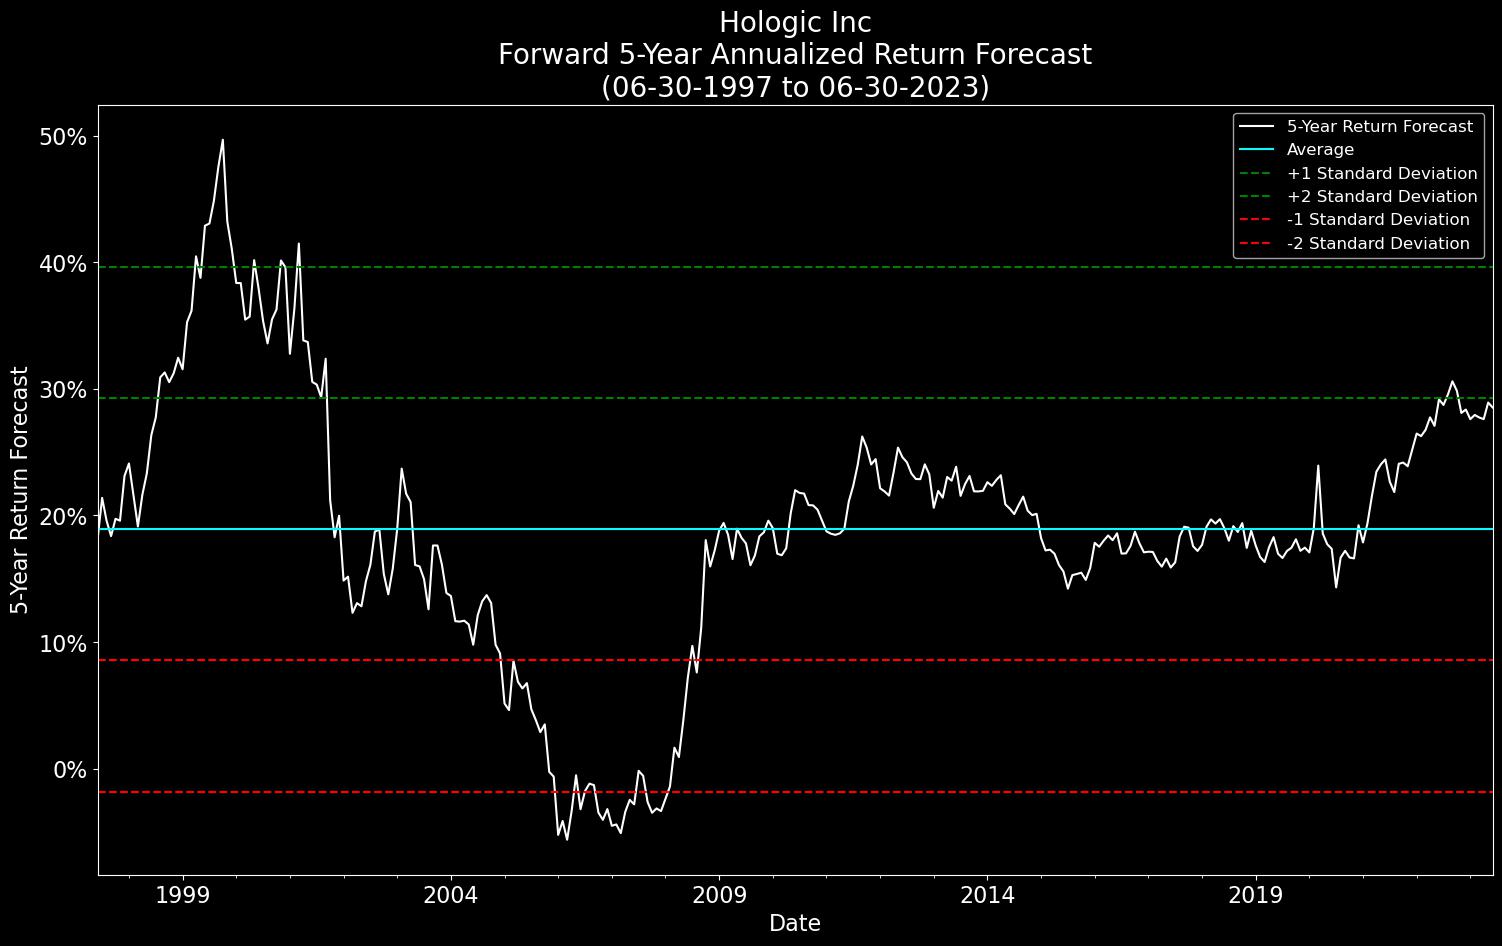 Hologic Inc
Forward 5-Year Annualized Return Forecast
(06-30-1997 to 06-30-2023)
5-Year Return Forecast
Average
+1 Standard Deviation
+2 Standard Deviation
-1 Standard Deviation
-2 Standard Deviation
5-Year Return Forecast
50%
40%
30%
20%
10%
0%
1999
2004
2009
2014
2019
Date